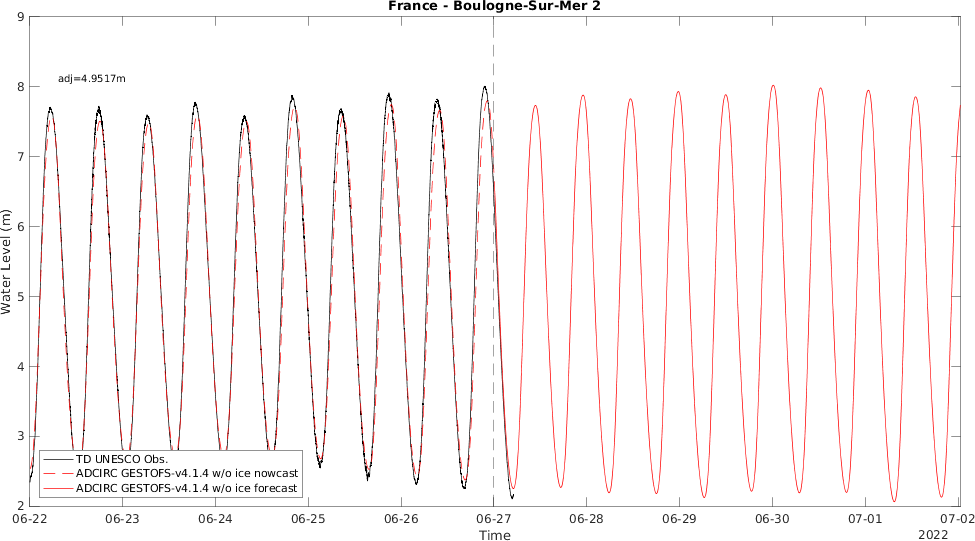 France - Boulogne-Sur-Mer 2
9
adj=4.9517m
8
7
6
5
4
3
2
Water Level (m)
TD UNESCO Obs.
ADCIRC GESTOFS-v4.1.4 w/o ice nowcast
ADCIRC GESTOFS-v4.1.4 w/o ice forecast
06-22 06-23 06-24 06-25 06-26 06-27 06-28 06-29 06-30 07-01 07-02
Time
2022